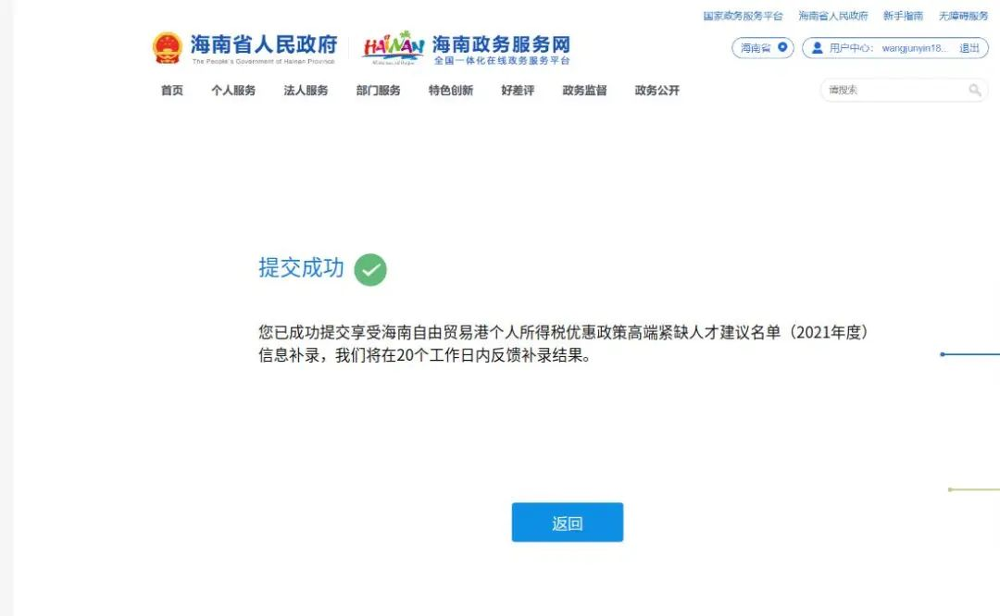 国家政务服务平台 海南省人民政府 新手指南 无障碍服务
海南省人民政府 HAINAN 海南政务服务网
The People's Government of Hainan Province 全国一体化在线政务服务平台
海南省 用户中心: wangjunyin18... 退出
首页 个人服务 法人服务 部门服务 特色创新 好差评 政务监督 政务公开 请搜索
提交成功
您已成功提交享受海南自由贸易港个人所得税优惠政策高端紧缺人才建议名单（2021年度）
信息补录，我们将在20个工作日内反馈补录结果。
返回